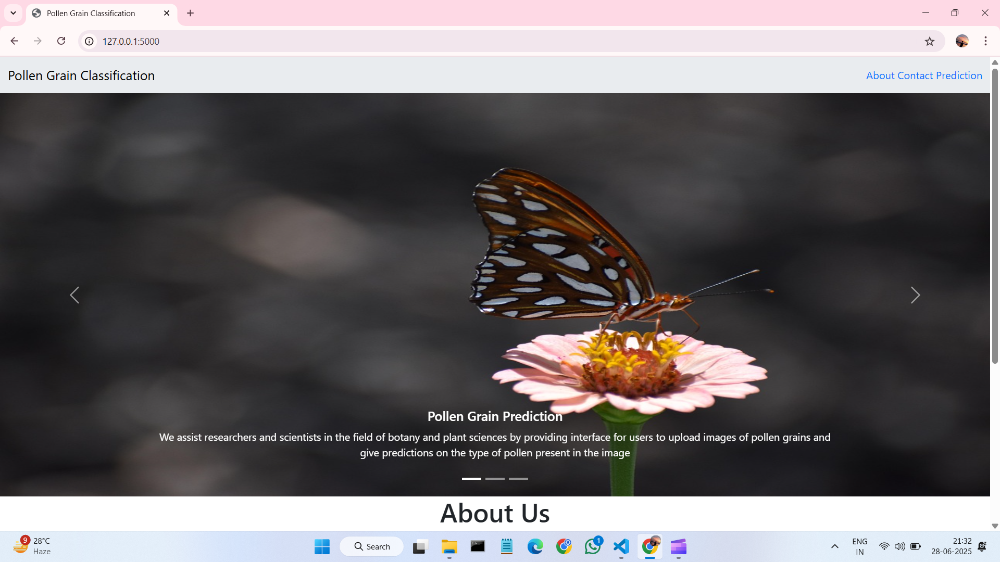 Pollen Grain Classification
127.0.0.1:5000
Pollen Grain Classification
About Contact Prediction
Pollen Grain Prediction
We assist researchers and scientists in the field of botany and plant sciences by providing interface for users to upload images of pollen grains and
give predictions on the type of pollen present in the image
About Us
9
28°C
Haze
Search
1
ENG
IN
21:32
28-06-2025